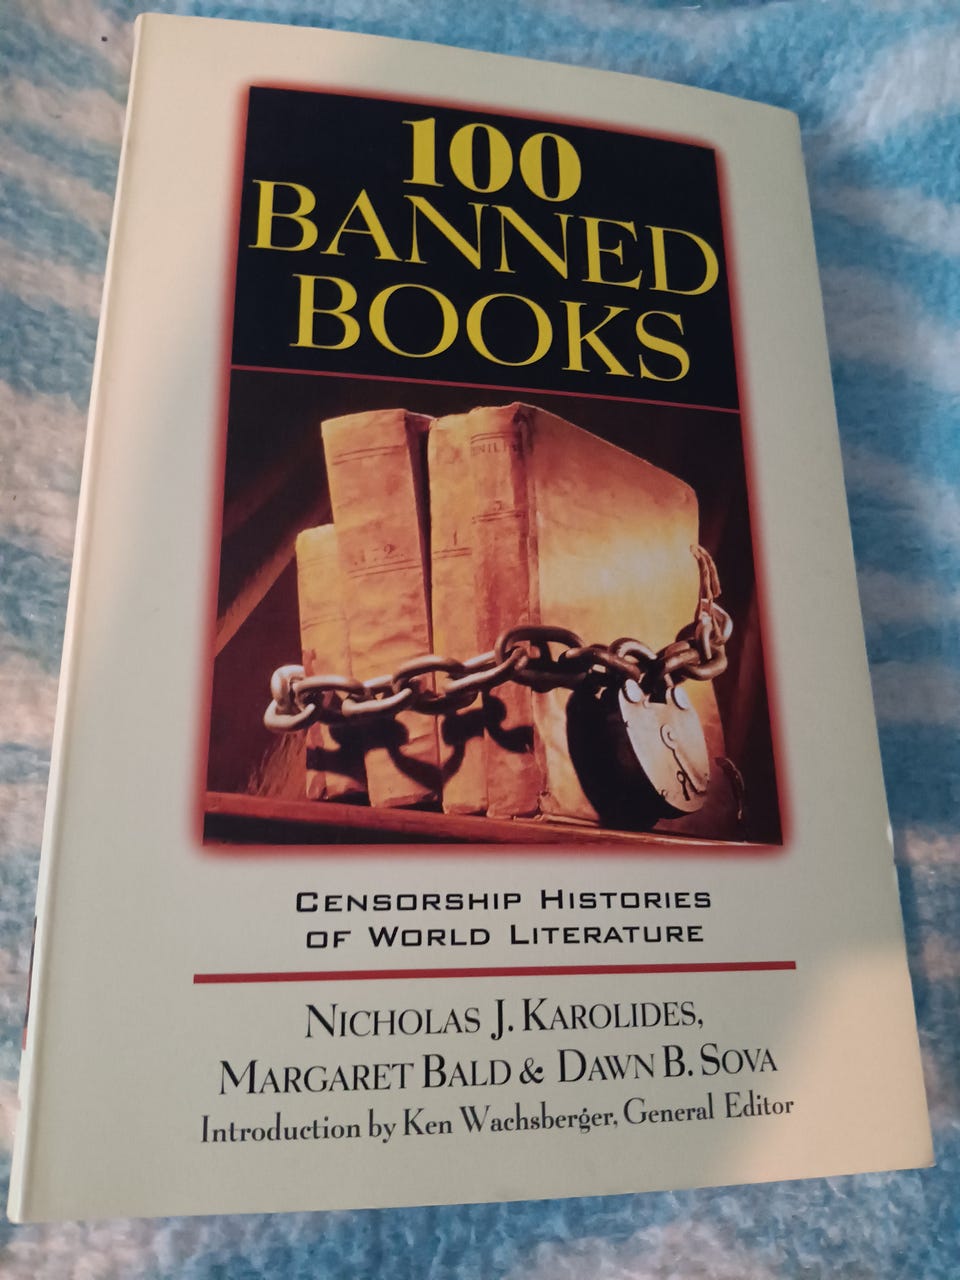 100
BANNED
BOOKS
CENSORSHIP HISTORIES
OF WORLD LITERATURE
NICHOLAS J. KAROLIDES,
MARGARET BALD & DAWN B. SOVA
Introduction by Ken Wachsberger, General Editor